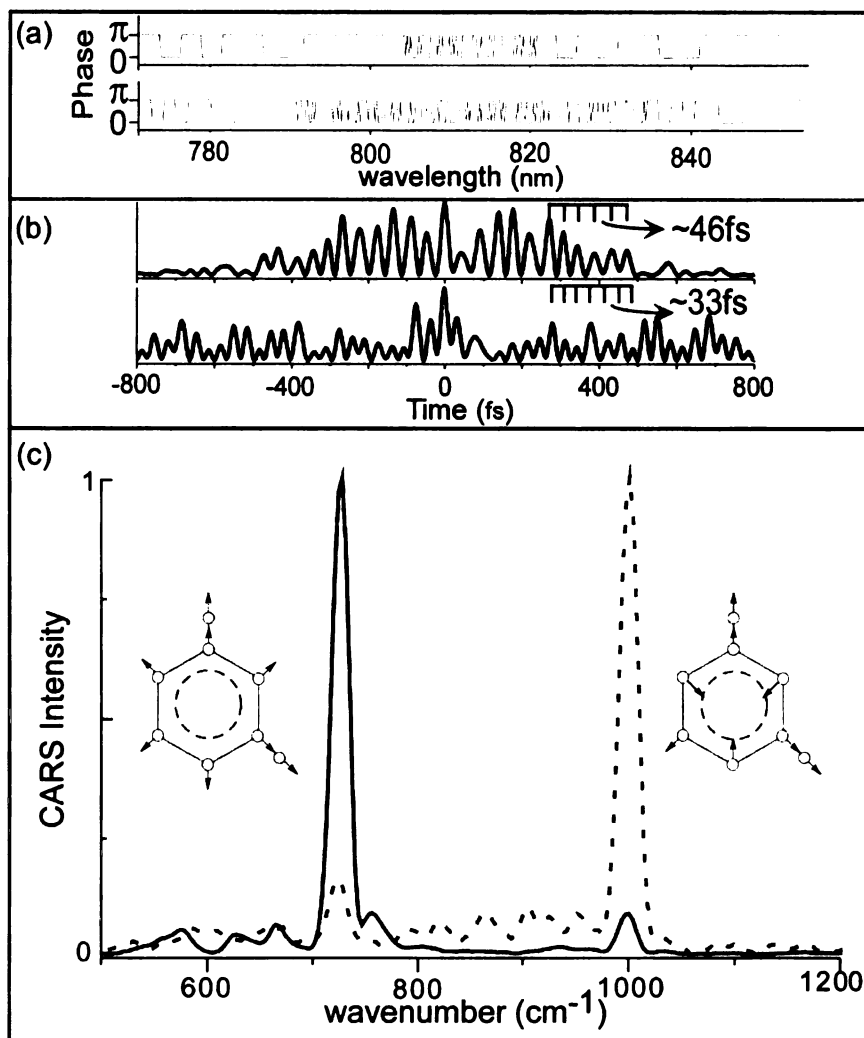 (a)
Phase
π
0
π
0
780 800 820 840
wavelength (nm)
(b)
~46fs
~33fs
-800 -400 0 400 800
Time (fs)
(c)
CARS Intensity
1
0
600 800 1000 1200
wavenumber (cm⁻¹)